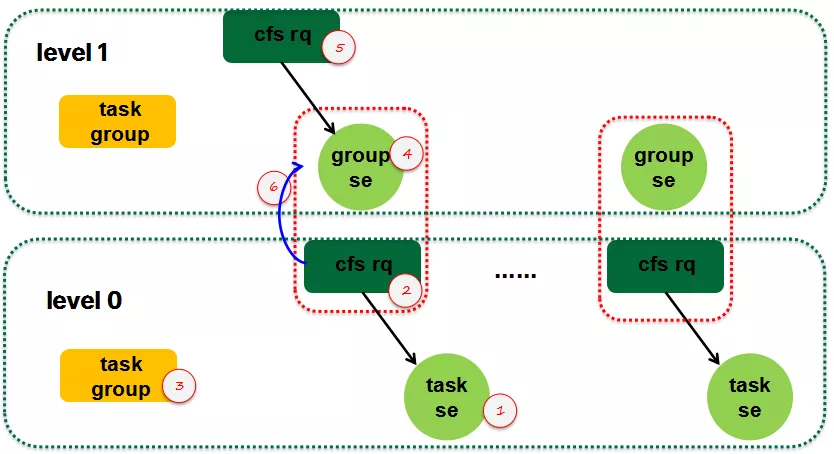 cfs rq
5
level 1
task
group
group
se
4
group
se
6
cfs rq
2
......
cfs rq
level 0
task
group
3
task
se
1
task
se